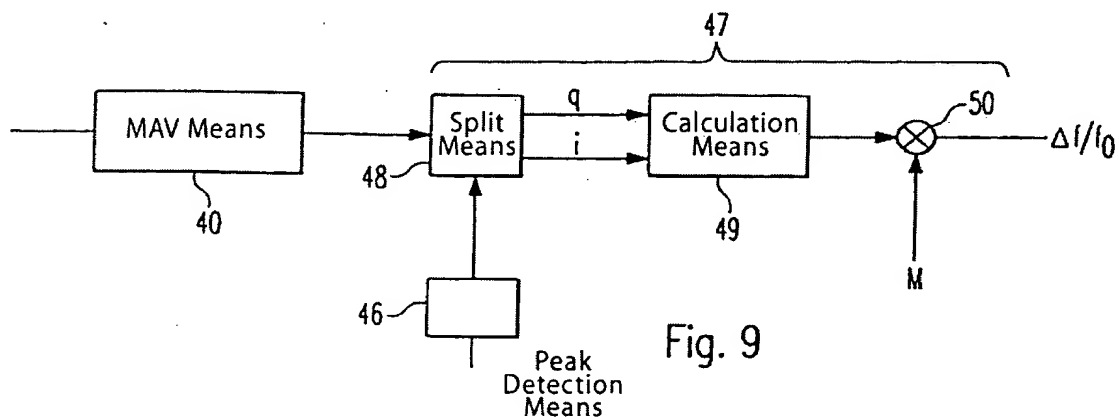 47
MAV Means
40
Split
Means
48
q
i
Calculation
Means
49
50
Δf/f0
M
46
Peak
Detection
Means
Fig. 9